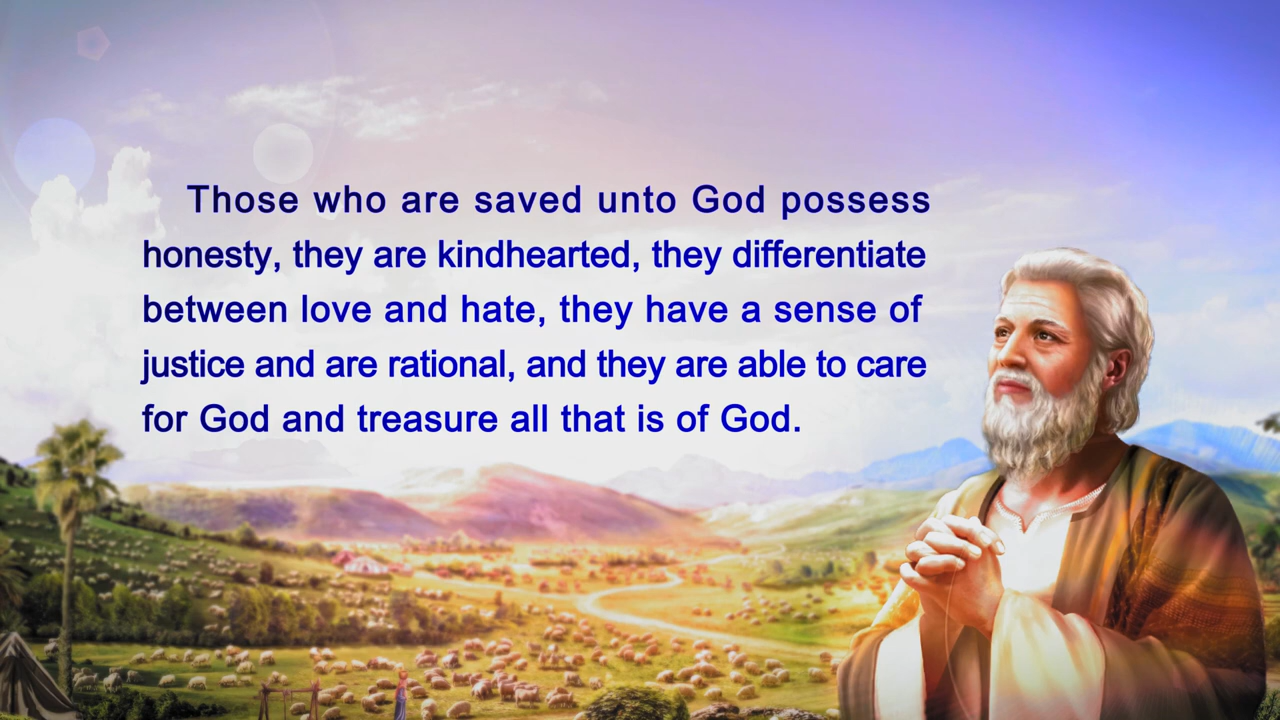 Those who are saved unto God possess
honesty, they are kindhearted, they differentiate
between love and hate, they have a sense of
justice and are rational, and they are able to care
for God and treasure all that is of God.